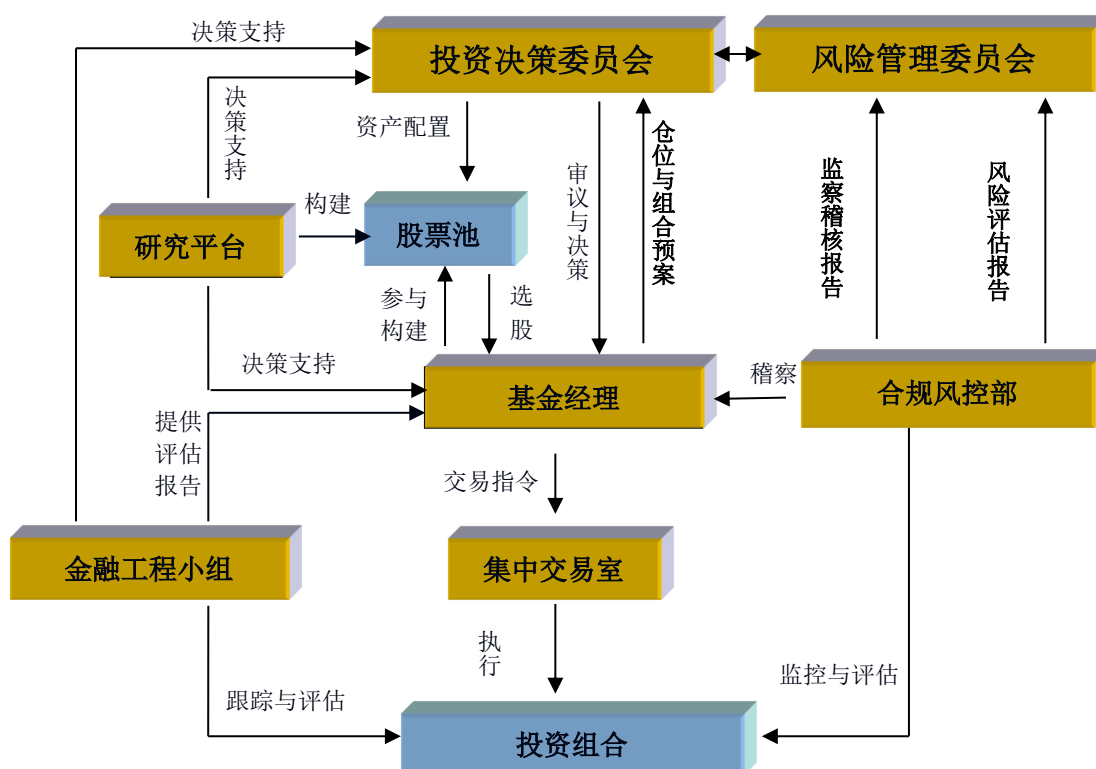 决策支持
投资决策委员会
风险管理委员会
决策支持
资产配置
审议与决策
仓位与组合预案
监察稽核报告
风险评估报告
研究平台
构建
股票池
参与
构建
选股
决策支持
基金经理
稽察
合规风控部
提供
评估
报告
交易指令
金融工程小组
集中交易室
执行
跟踪与评估
监控与评估
投资组合